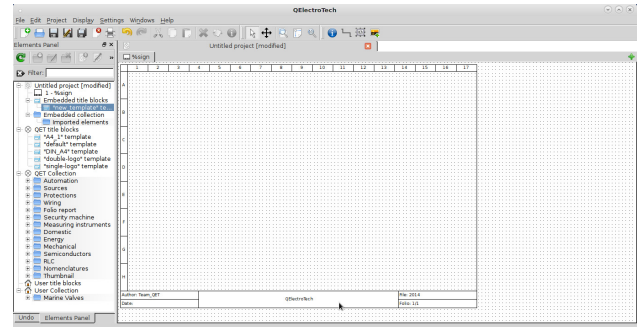 QElectroTech
File Edit Project Display Settings Windows Help
Elements Panel
Untitled project [modified]
%sign
Filter:
1 2 3 4 5 6 7 8 9 10 11 12 13 14 15 16 17
Untitled project [modified]
1 - %sign
Embedded title blocks
"new_template" te...
Embedded collection
Imported elements
QET title blocks
"A4_1" template
"default" template
"DIN_A4" template
"double-logo" template
"single-logo" template
QET Collection
Automation
Sources
Protections
Wiring
Folio report
Security machine
Measuring instruments
Domestic
Energy
Mechanical
Semiconductors
RLC
Nomenclatures
Thumbnail
User title blocks
User Collection
Marine Valves
A
B
C
D
E
F
G
H
Author: Team_QET
Date:
QElectroTech
File: 2014
Folio: 1/1
Undo Elements Panel